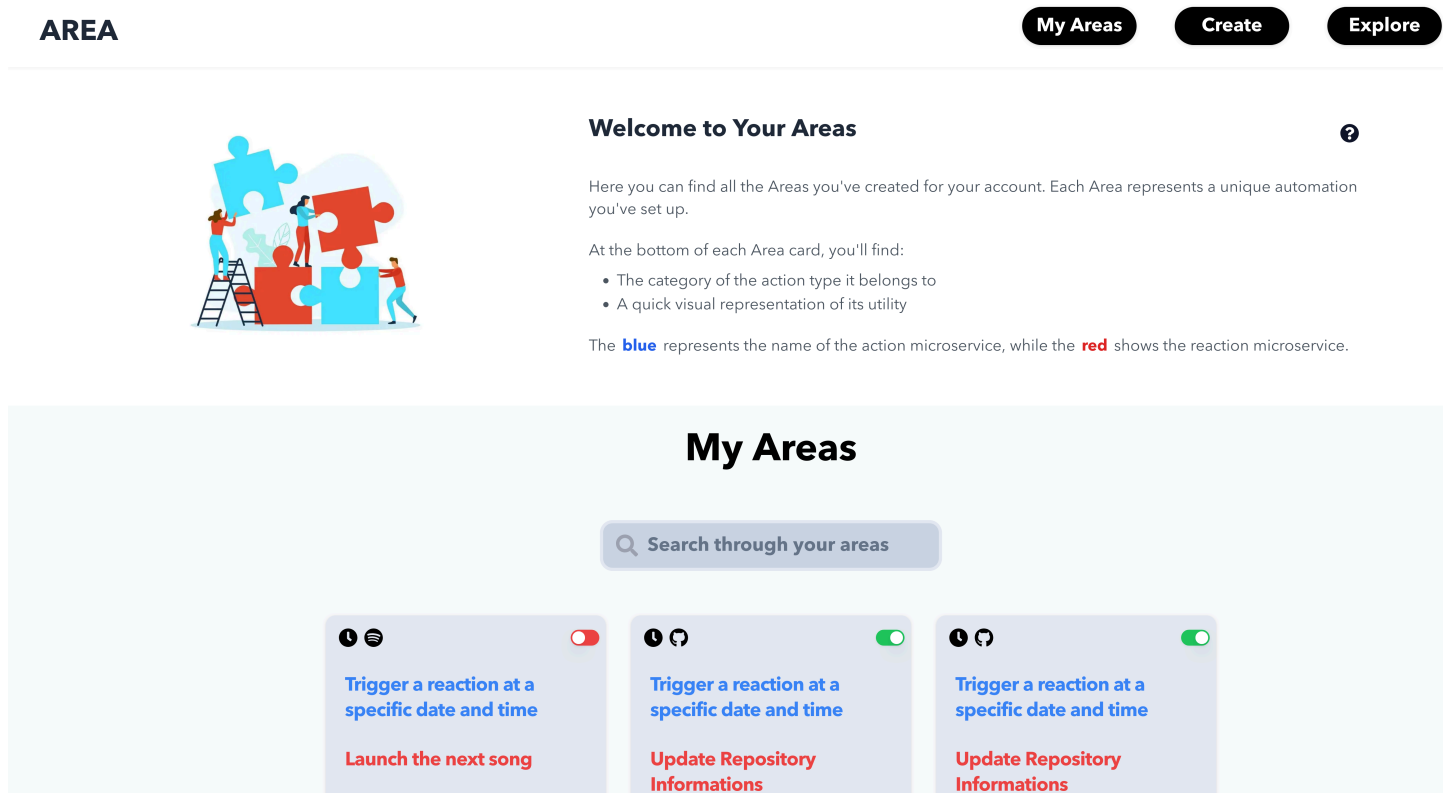 AREA
My Areas
Create
Explore
Welcome to Your Areas
Here you can find all the Areas you've created for your account. Each Area represents a unique automation
you've set up.
At the bottom of each Area card, you'll find:
• The category of the action type it belongs to
• A quick visual representation of its utility
The blue represents the name of the action microservice, while the red shows the reaction microservice.
My Areas
Search through your areas
Trigger a reaction at a
specific date and time
Launch the next song
Trigger a reaction at a
specific date and time
Update Repository
Informations
Trigger a reaction at a
specific date and time
Update Repository
Informations